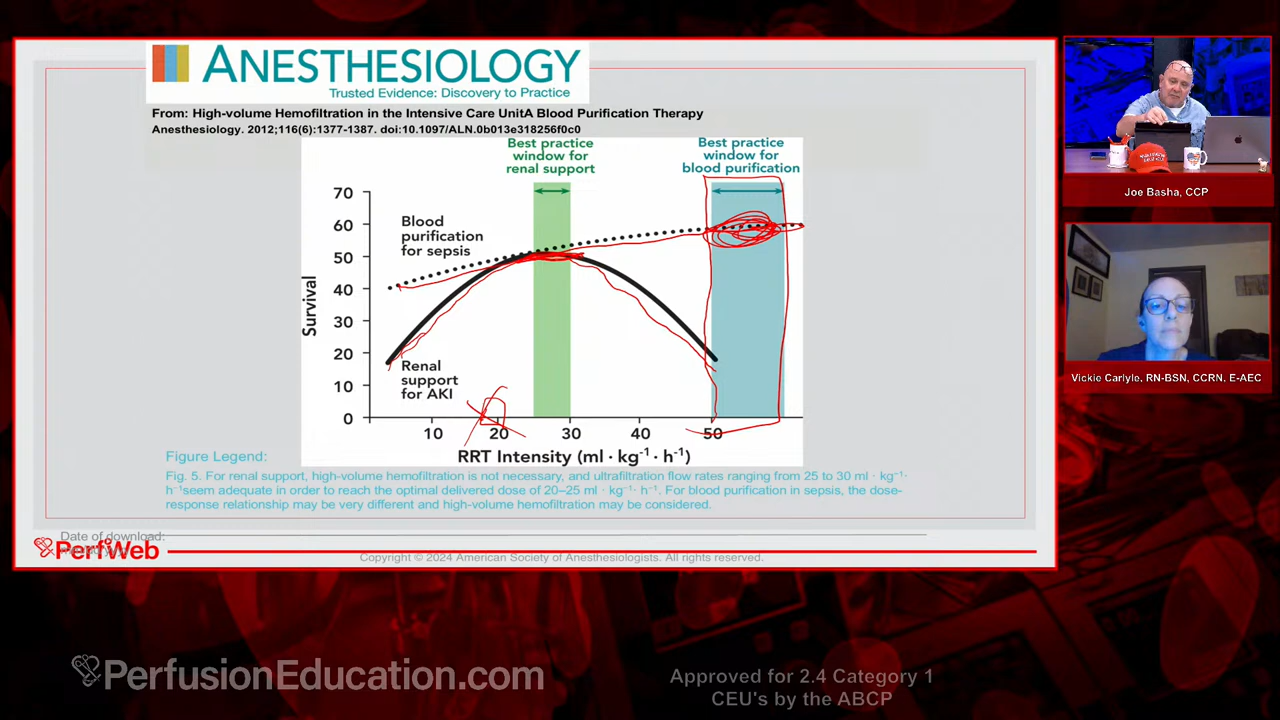 ANESTHESIOLOGY
Trusted Evidence: Discovery to Practice
From: High-volume Hemofiltration in the Intensive Care UnitA Blood Purification Therapy
Anesthesiology. 2012;116(6):1377-1387. doi:10.1097/ALN.0b013e318256f0c0
Best practice
window for
renal support
Best practice
window for
blood purification
70
60
50
40
30
20
10
0
Survival
Blood
purification
for sepsis
Renal
support
for AKI
10 20 30 40 50
RRT Intensity (ml · kg-1 · h-1)
Figure Legend:
Fig. 5. For renal support, high-volume hemofiltration is not necessary, and ultrafiltration flow rates ranging from 25 to 30 ml · kg−1·
h−1seem adequate in order to reach the optimal delivered dose of 20–25 ml · kg−1· h−1. For blood purification in sepsis, the dose-
response relationship may be very different and high-volume hemofiltration may be considered.
Date of download:
PerfWeb
Copyright © 2024 American Society of Anesthesiologists. All rights reserved.
Joe Basha, CCP
Vickie Carlyle, RN-BSN, CCRN, E-AEC
PerfusionEducation.com
Approved for 2.4 Category 1
CEU's by the ABCP